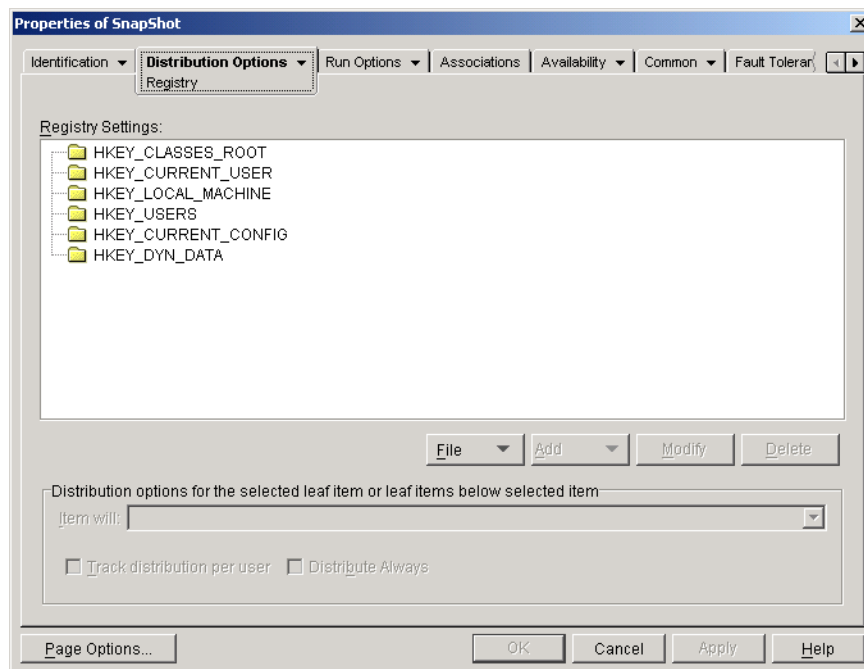 Properties of SnapShot
Identification Distribution Options Run Options Associations Availability Common Fault Toleran
Registry
Registry Settings:
HKEY_CLASSES_ROOT
HKEY_CURRENT_USER
HKEY_LOCAL_MACHINE
HKEY_USERS
HKEY_CURRENT_CONFIG
HKEY_DYN_DATA
File Add Modify Delete
Distribution options for the selected leaf item or leaf items below selected item
Item will:
Track distribution per user Distribute Always
Page Options... OK Cancel Apply Help